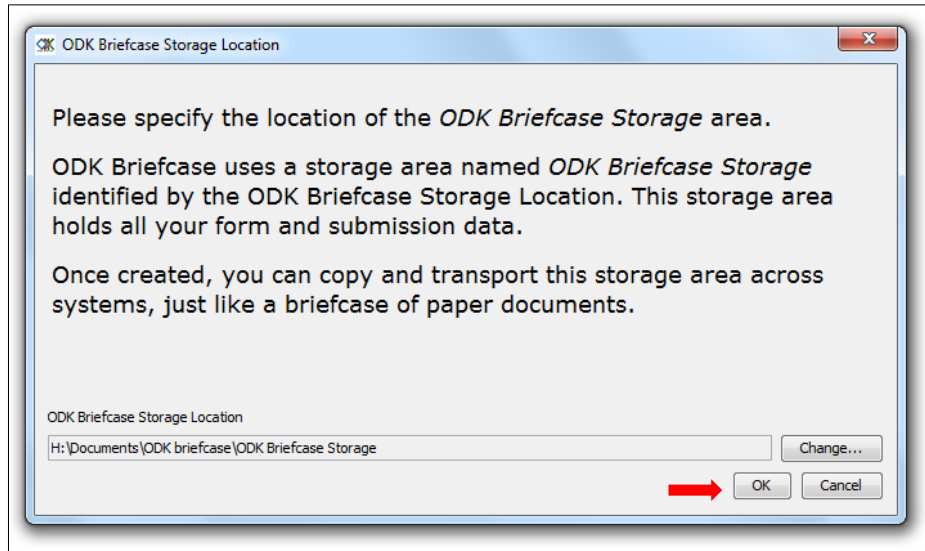 ODK Briefcase Storage Location
Please specify the location of the ODK Briefcase Storage area.
ODK Briefcase uses a storage area named ODK Briefcase Storage
identified by the ODK Briefcase Storage Location. This storage area
holds all your form and submission data.
Once created, you can copy and transport this storage area across
systems, just like a briefcase of paper documents.
ODK Briefcase Storage Location
H:\Documents\ODK briefcase\ODK Briefcase Storage
Change...
OK
Cancel